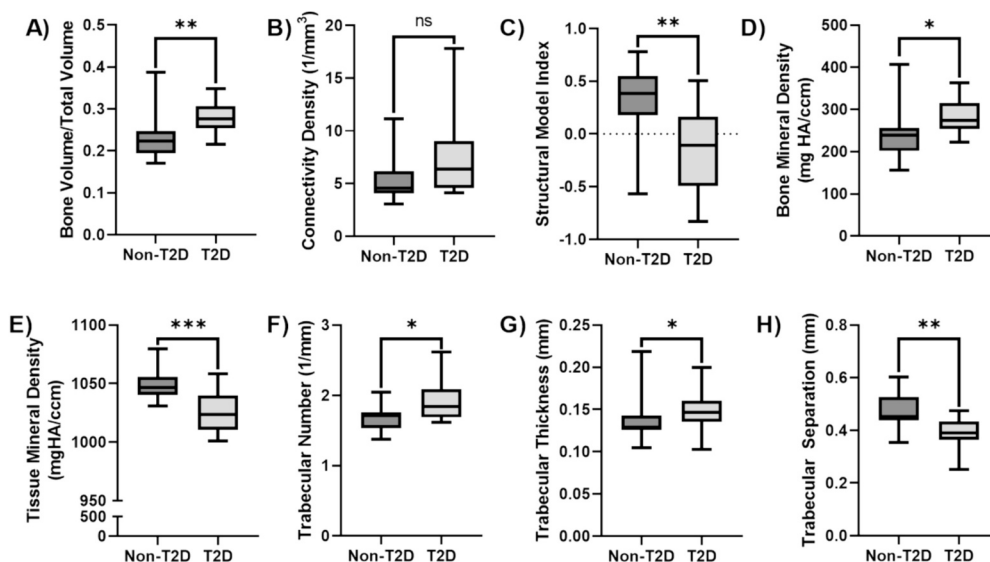 A)
Bone Volume/Total Volume
0.5
0.4
0.3
0.2
0.1
0.0
**
Non-T2D T2D
B)
Connectivity Density (1/mm³)
20
15
10
5
0
ns
Non-T2D T2D
C)
Structural Model Index
1.0
0.5
0.0
-0.5
-1.0
**
Non-T2D T2D
D)
Bone Mineral Density
(mg HA/ccm)
500
400
300
200
100
0
*
Non-T2D T2D
E)
Tissue Mineral Density
(mgHA/ccm)
1100
1050
1000
950
500
0
***
Non-T2D T2D
F)
Trabecular Number (1/mm)
3
2
1
0
*
Non-T2D T2D
G)
Trabecular Thickness (mm)
0.25
0.20
0.15
0.10
0.05
0.00
*
Non-T2D T2D
H)
Trabecular Separation (mm)
0.8
0.6
0.4
0.2
0.0
**
Non-T2D T2D